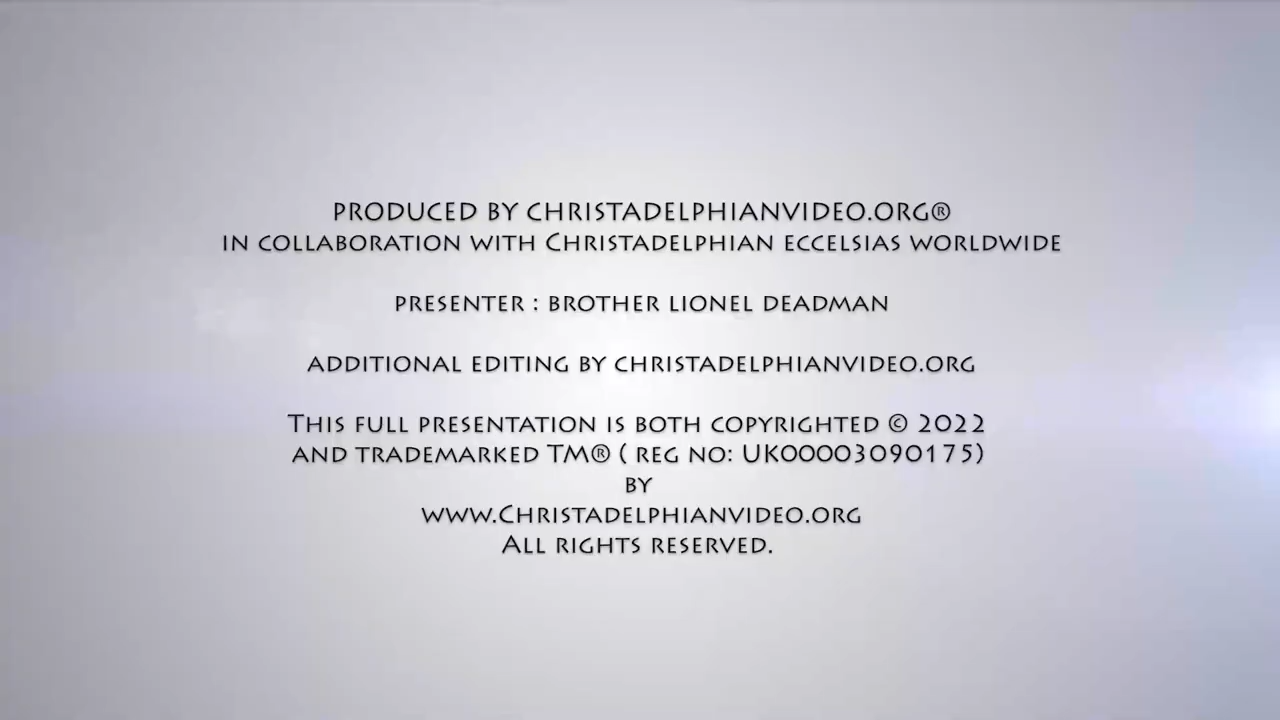 PRODUCED BY CHRISTADELPHIANVIDEO.ORG®
IN COLLABORATION WITH CHRISTADELPHIAN ECCELSIAS WORLDWIDE
PRESENTER : BROTHER LIONEL DEADMAN
ADDITIONAL EDITING BY CHRISTADELPHIANVIDEO.ORG
THIS FULL PRESENTATION IS BOTH COPYRIGHTED © 2022
AND TRADEMARKED TM® ( REG NO: UK00003090175)
BY
WWW.CHRISTADELPHIANVIDEO.ORG
ALL RIGHTS RESERVED.